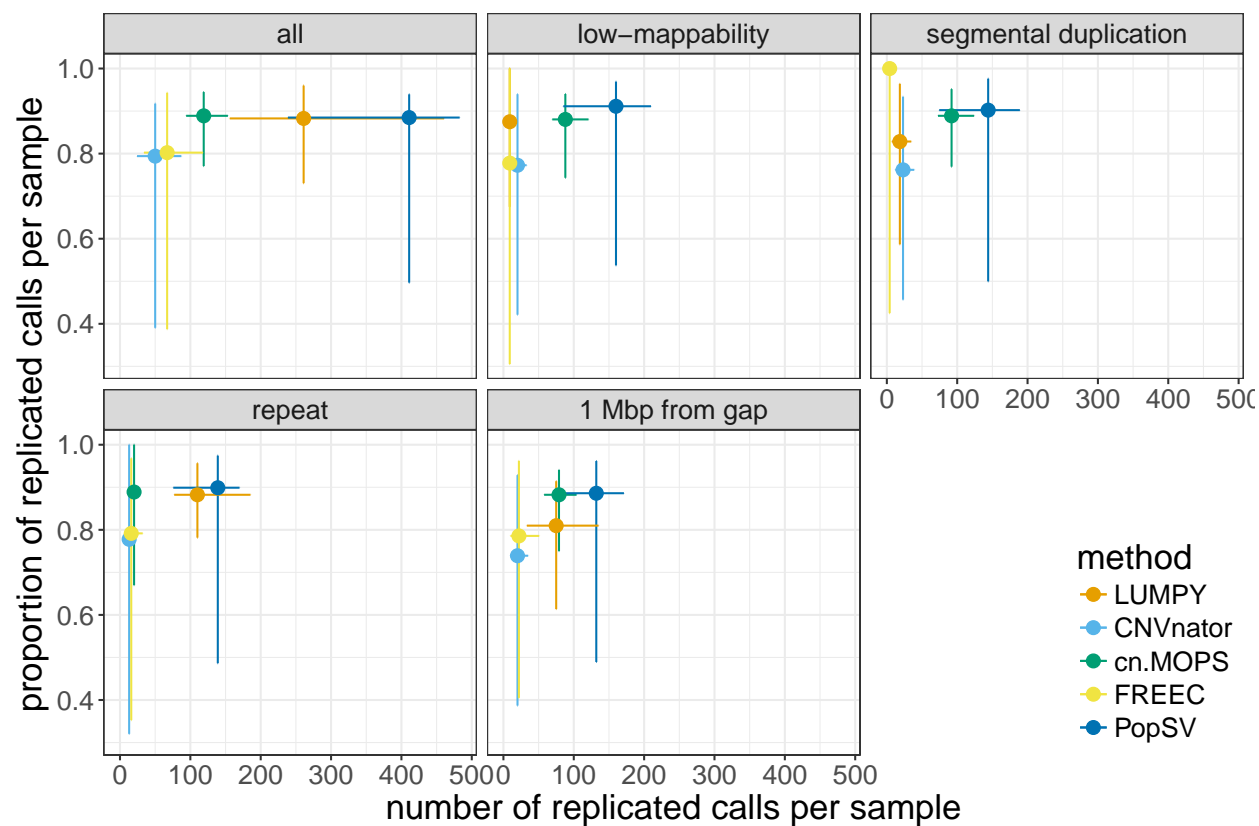 all
low−mappability
segmental duplication
1.0
0.8
0.6
0.4
0 100 200 300 400 500
repeat
1 Mbp from gap
1.0
0.8
0.6
0.4
0 100 200 300 400 500
0 100 200 300 400 500
proportion of replicated calls per sample
number of replicated calls per sample
method
LUMPY
CNVnator
cn.MOPS
FREEC
PopSV